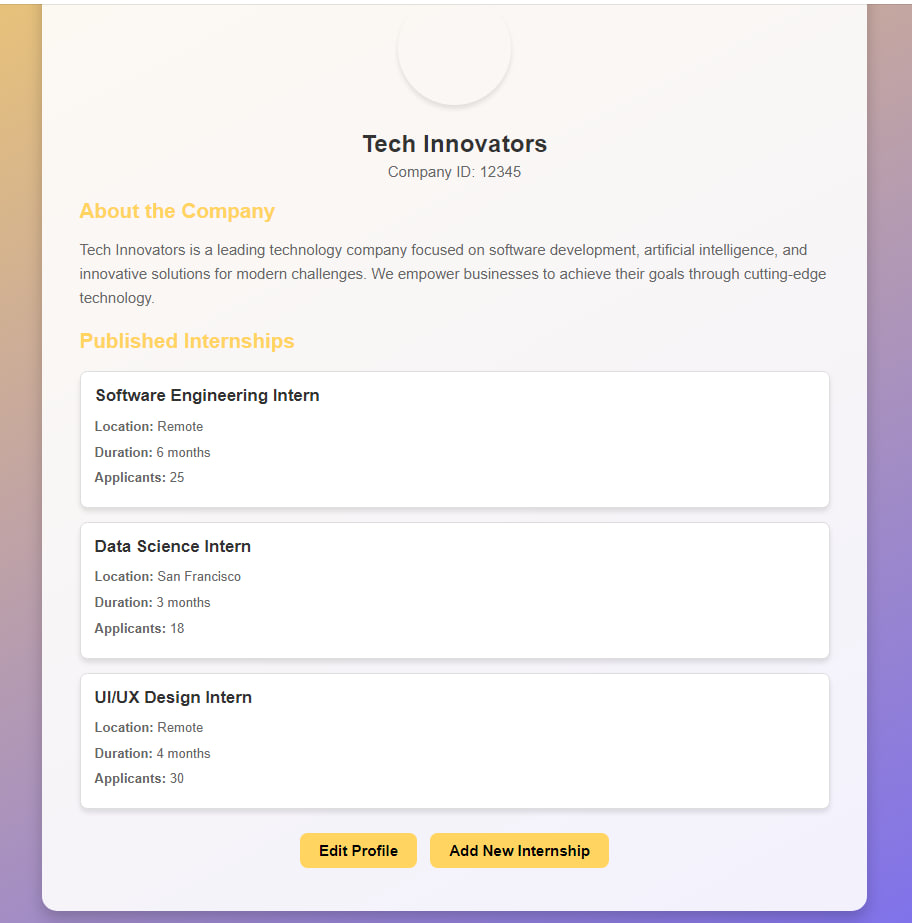 Tech Innovators
Company ID: 12345
About the Company
Tech Innovators is a leading technology company focused on software development, artificial intelligence, and
innovative solutions for modern challenges. We empower businesses to achieve their goals through cutting-edge
technology.
Published Internships
Software Engineering Intern
Location: Remote
Duration: 6 months
Applicants: 25
Data Science Intern
Location: San Francisco
Duration: 3 months
Applicants: 18
UI/UX Design Intern
Location: Remote
Duration: 4 months
Applicants: 30
Edit Profile
Add New Internship